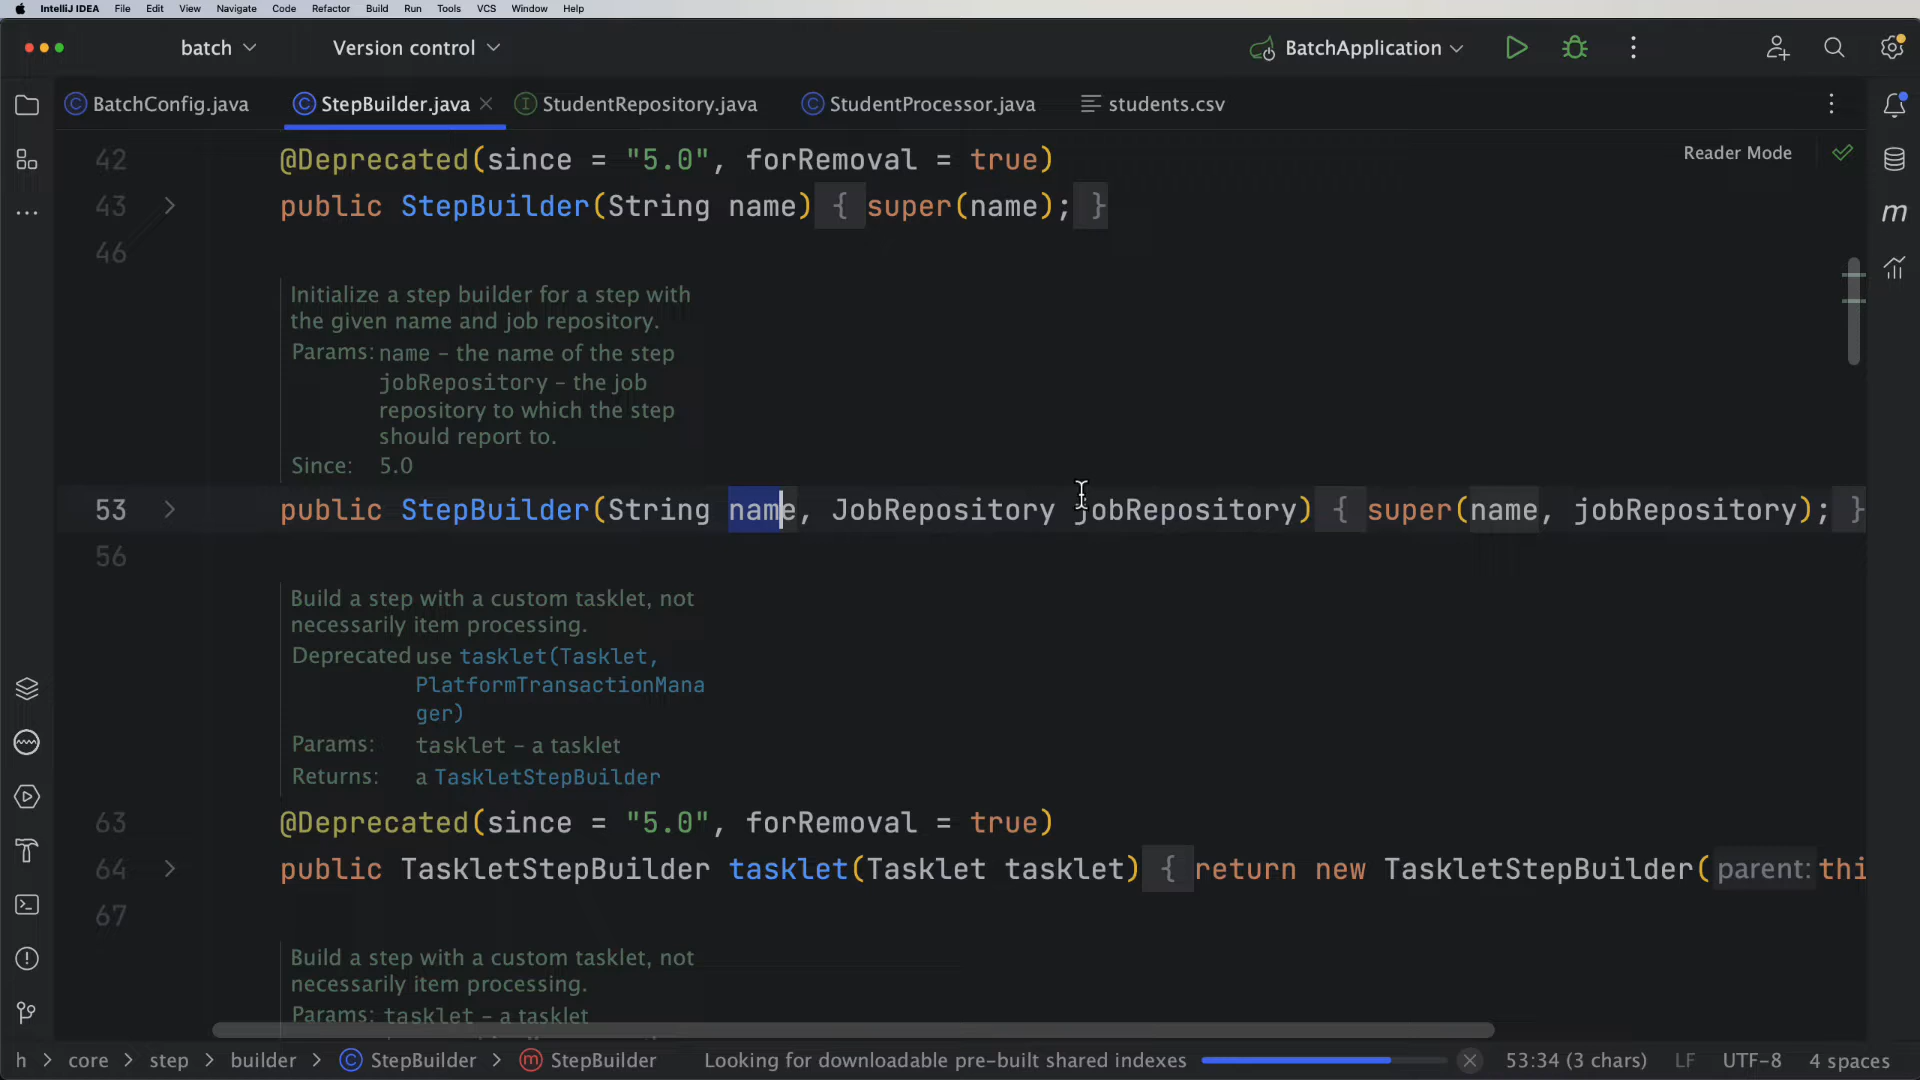 IntelliJ IDEA File Edit View Navigate Code Refactor Build Run Tools VCS Window Help
batch Version control BatchApplication
BatchConfig.java StepBuilder.java StudentRepository.java StudentProcessor.java students.csv
Reader Mode
42 @Deprecated(since = "5.0", forRemoval = true)
43 public StepBuilder(String name) { super(name); }
46
Initialize a step builder for a step with
the given name and job repository.
Params: name – the name of the step
jobRepository – the job
repository to which the step
should report to.
Since: 5.0
53 public StepBuilder(String name, JobRepository jobRepository) { super(name, jobRepository); }
56
Build a step with a custom tasklet, not
necessarily item processing.
Deprecated use tasklet(Tasklet,
PlatformTransactionMana
ger)
Params: tasklet – a tasklet
Returns: a TaskletStepBuilder
63 @Deprecated(since = "5.0", forRemoval = true)
64 public TaskletStepBuilder tasklet(Tasklet tasklet) { return new TaskletStepBuilder( parent: thi
67
Build a step with a custom tasklet, not
necessarily item processing.
Params: tasklet – a tasklet
h > core > step > builder > StepBuilder > StepBuilder Looking for downloadable pre-built shared indexes 53:34 (3 chars) LF UTF-8 4 spaces